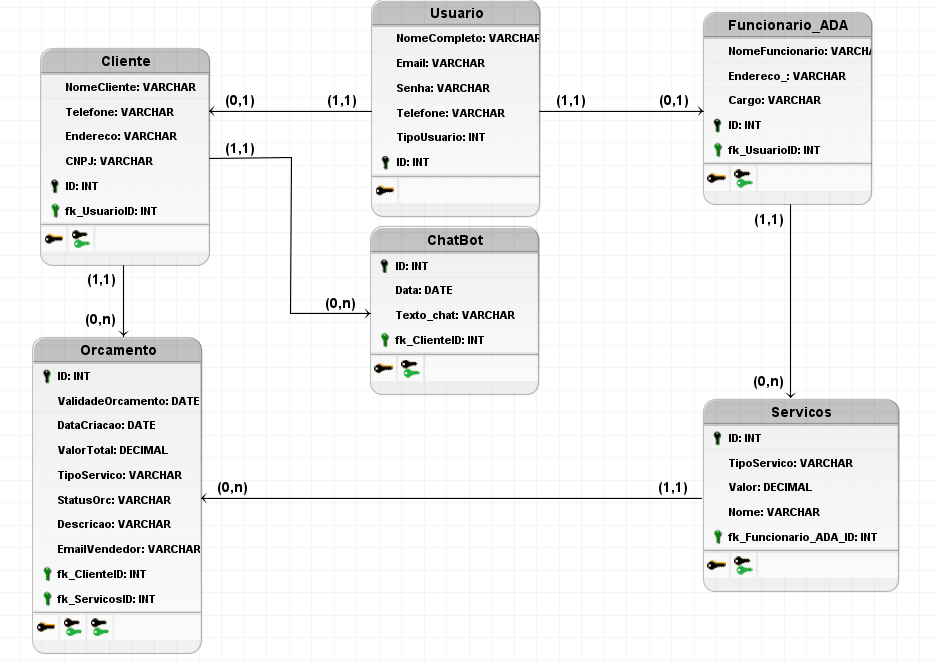 Cliente
NomeCliente: VARCHAR
Telefone: VARCHAR
Endereco: VARCHAR
CNPJ: VARCHAR
ID: INT
fk_UsuarioID: INT
(0,1)
(1,1)
Usuario
NomeCompleto: VARCHAR
Email: VARCHAR
Senha: VARCHAR
Telefone: VARCHAR
TipoUsuario: INT
ID: INT
(1,1)
(0,1)
Funcionario_ADA
NomeFuncionario: VARCHA
Endereco_: VARCHAR
Cargo: VARCHAR
ID: INT
fk_UsuarioID: INT
(1,1)
(0,n)
ChatBot
ID: INT
Data: DATE
Texto_chat: VARCHAR
fk_ClienteID: INT
(1,1)
(0,n)
(1,1)
(0,n)
Orcamento
ID: INT
ValidadeOrcamento: DATE
DataCriacao: DATE
ValorTotal: DECIMAL
TipoServico: VARCHAR
StatusOrc: VARCHAR
Descricao: VARCHAR
EmailVendedor: VARCHAR
fk_ClienteID: INT
fk_ServicosID: INT
(0,n)
(1,1)
Servicos
ID: INT
TipoServico: VARCHAR
Valor: DECIMAL
Nome: VARCHAR
fk_Funcionario_ADA_ID: INT